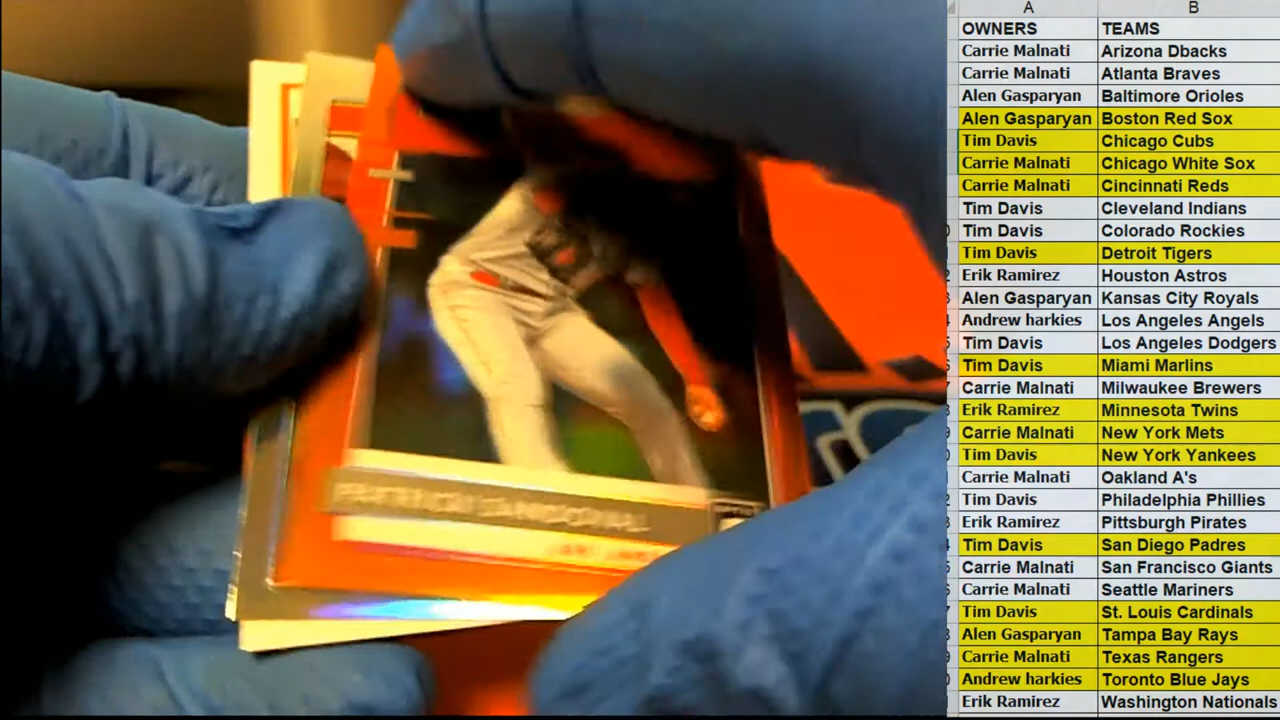 A B
OWNERS TEAMS
Carrie Malnati Arizona Dbacks
Carrie Malnati Atlanta Braves
Alen Gasparyan Baltimore Orioles
Alen Gasparyan Boston Red Sox
Tim Davis Chicago Cubs
Carrie Malnati Chicago White Sox
Carrie Malnati Cincinnati Reds
Tim Davis Cleveland Indians
Tim Davis Colorado Rockies
Tim Davis Detroit Tigers
Erik Ramirez Houston Astros
Alen Gasparyan Kansas City Royals
Andrew harkies Los Angeles Angels
Tim Davis Los Angeles Dodgers
Tim Davis Miami Marlins
Carrie Malnati Milwaukee Brewers
Erik Ramirez Minnesota Twins
Carrie Malnati New York Mets
Tim Davis New York Yankees
Carrie Malnati Oakland A's
Tim Davis Philadelphia Phillies
Erik Ramirez Pittsburgh Pirates
Tim Davis San Diego Padres
Carrie Malnati San Francisco Giants
Carrie Malnati Seattle Mariners
Tim Davis St. Louis Cardinals
Alen Gasparyan Tampa Bay Rays
Carrie Malnati Texas Rangers
Andrew harkies Toronto Blue Jays
Erik Ramirez Washington Nationals
PATRICK SANDOVAL